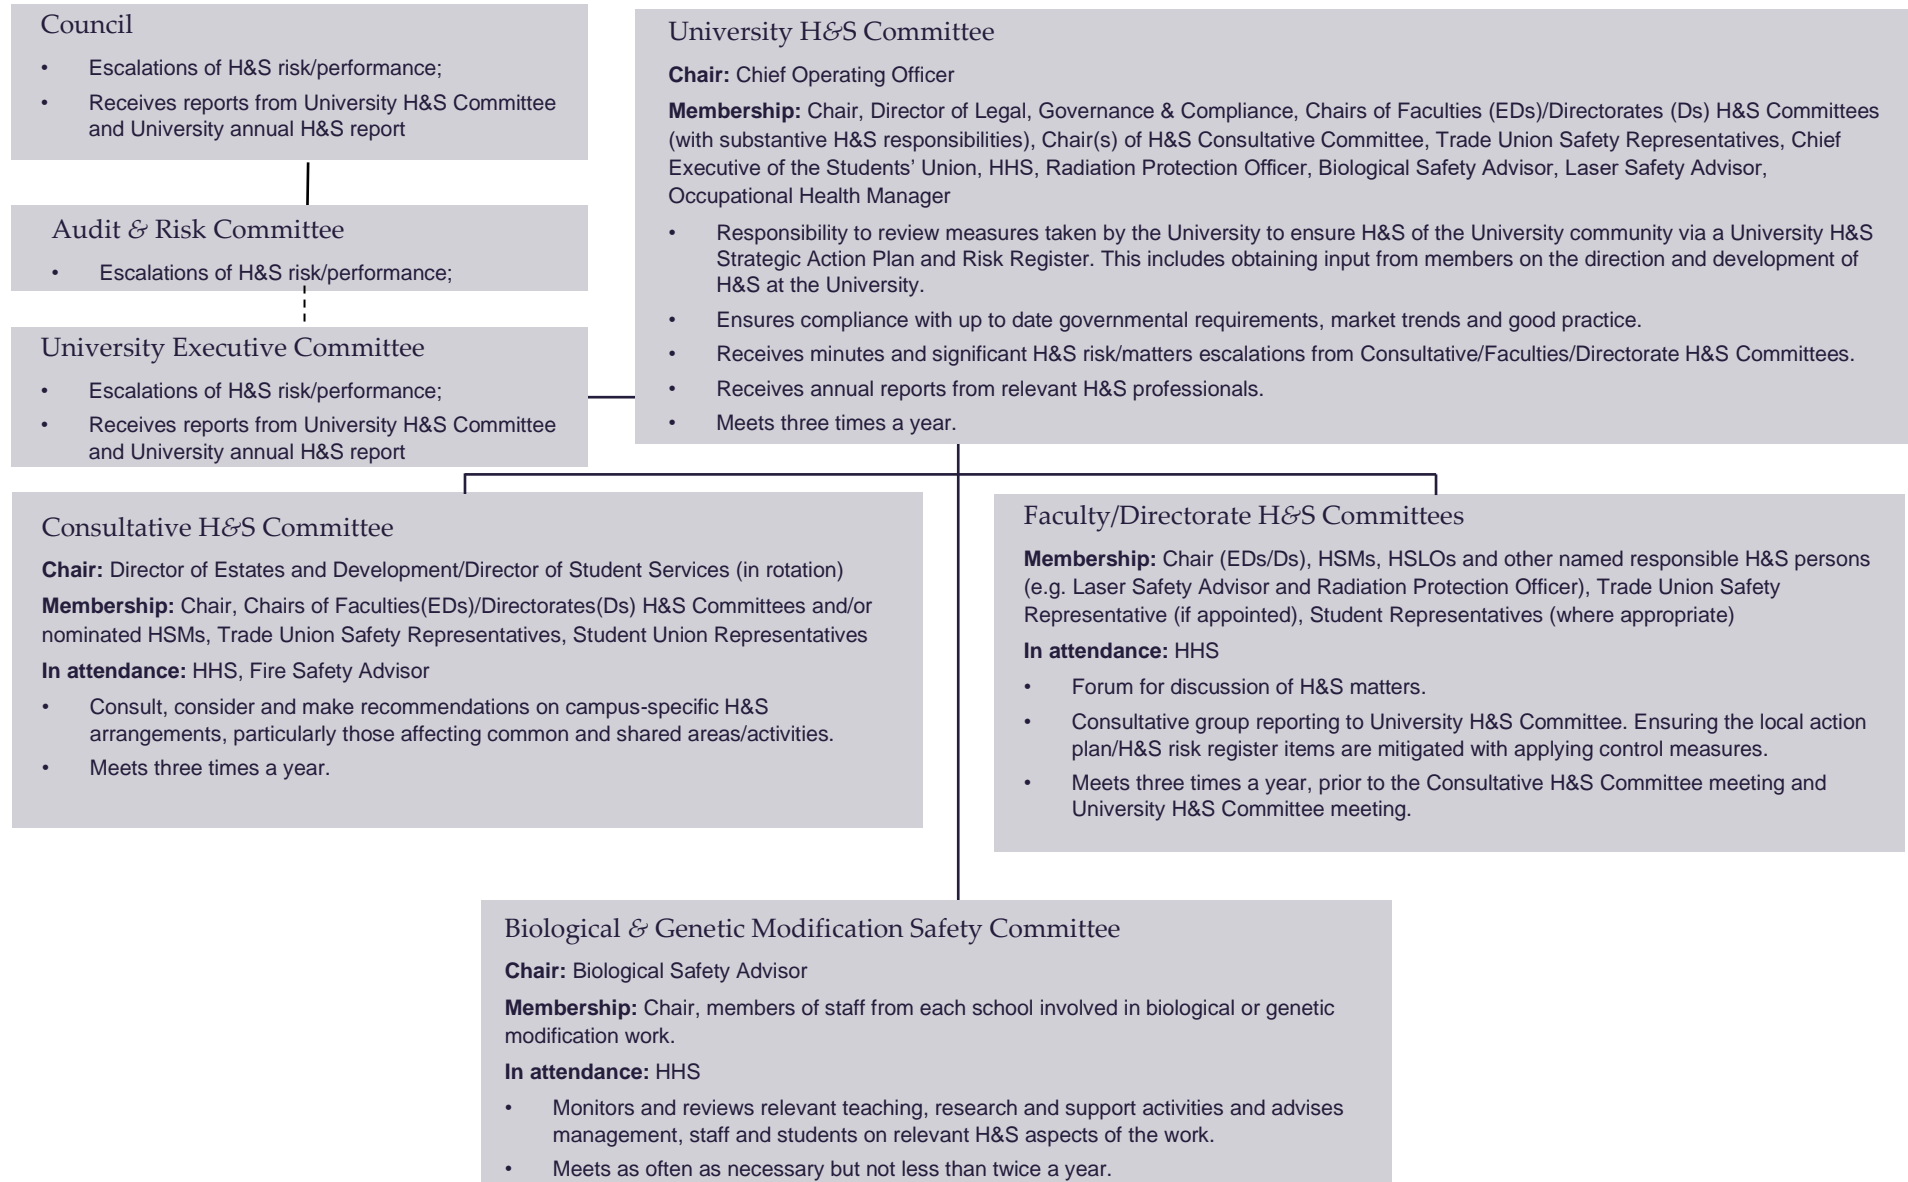 Council
• Escalations of H&S risk/performance;
• Receives reports from University H&S Committee
and University annual H&S report
Audit & Risk Committee
• Escalations of H&S risk/performance;
University Executive Committee
• Escalations of H&S risk/performance;
• Receives reports from University H&S Committee
and University annual H&S report
University H&S Committee
Chair: Chief Operating Officer
Membership: Chair, Director of Legal, Governance & Compliance, Chairs of Faculties (EDs)/Directorates (Ds) H&S Committees
(with substantive H&S responsibilities), Chair(s) of H&S Consultative Committee, Trade Union Safety Representatives, Chief
Executive of the Students' Union, HHS, Radiation Protection Officer, Biological Safety Advisor, Laser Safety Advisor,
Occupational Health Manager
• Responsibility to review measures taken by the University to ensure H&S of the University community via a University H&S
Strategic Action Plan and Risk Register. This includes obtaining input from members on the direction and development of
H&S at the University.
• Ensures compliance with up to date governmental requirements, market trends and good practice.
• Receives minutes and significant H&S risk/matters escalations from Consultative/Faculties/Directorate H&S Committees.
• Receives annual reports from relevant H&S professionals.
• Meets three times a year.
Consultative H&S Committee
Chair: Director of Estates and Development/Director of Student Services (in rotation)
Membership: Chair, Chairs of Faculties(EDs)/Directorates(Ds) H&S Committees and/or
nominated HSMs, Trade Union Safety Representatives, Student Union Representatives
In attendance: HHS, Fire Safety Advisor
• Consult, consider and make recommendations on campus-specific H&S
arrangements, particularly those affecting common and shared areas/activities.
• Meets three times a year.
Faculty/Directorate H&S Committees
Membership: Chair (EDs/Ds), HSMs, HSLOs and other named responsible H&S persons
(e.g. Laser Safety Advisor and Radiation Protection Officer), Trade Union Safety
Representative (if appointed), Student Representatives (where appropriate)
In attendance: HHS
• Forum for discussion of H&S matters.
• Consultative group reporting to University H&S Committee. Ensuring the local action
plan/H&S risk register items are mitigated with applying control measures.
• Meets three times a year, prior to the Consultative H&S Committee meeting and
University H&S Committee meeting.
Biological & Genetic Modification Safety Committee
Chair: Biological Safety Advisor
Membership: Chair, members of staff from each school involved in biological or genetic
modification work.
In attendance: HHS
• Monitors and reviews relevant teaching, research and support activities and advises
management, staff and students on relevant H&S aspects of the work.
• Meets as often as necessary but not less than twice a year.